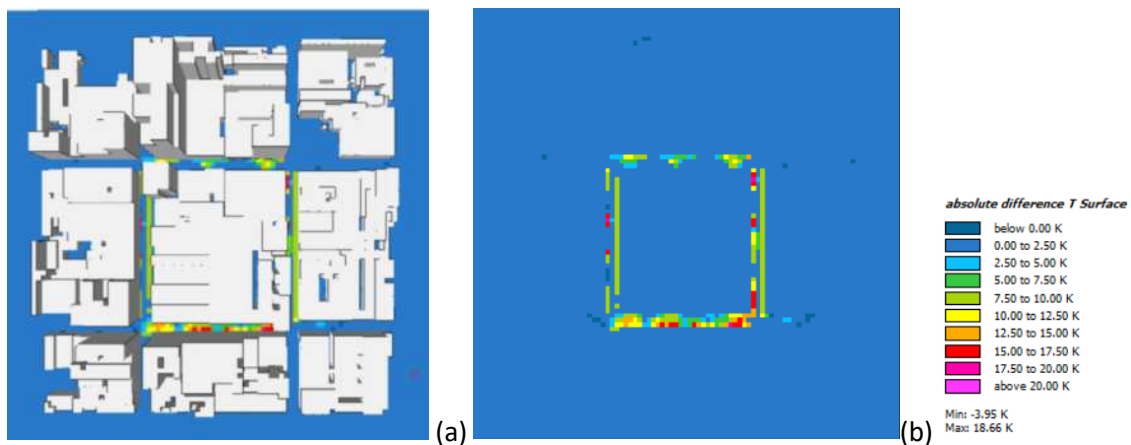 (a)
(b)
absolute difference T Surface
below 0.00 K
0.00 to 2.50 K
2.50 to 5.00 K
5.00 to 7.50 K
7.50 to 10.00 K
10.00 to 12.50 K
12.50 to 15.00 K
15.00 to 17.50 K
17.50 to 20.00 K
above 20.00 K
Min: -3.95 K
Max: 18.66 K